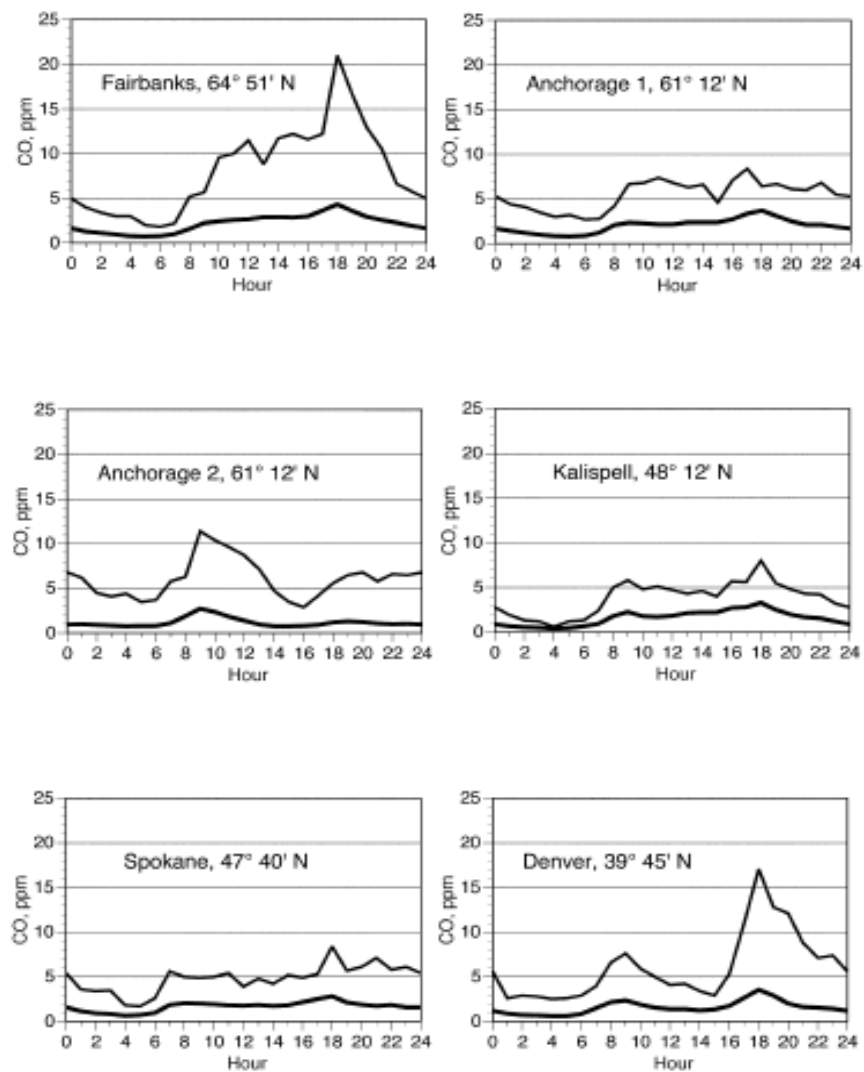 25
20
15
10
5
0
CO, ppm
Fairbanks, 64° 51' N
0 2 4 6 8 10 12 14 16 18 20 22 24
Hour
25
20
15
10
5
0
CO, ppm
Anchorage 1, 61° 12' N
0 2 4 6 8 10 12 14 16 18 20 22 24
Hour
25
20
15
10
5
0
CO, ppm
Anchorage 2, 61° 12' N
0 2 4 6 8 10 12 14 16 18 20 22 24
Hour
25
20
15
10
5
0
CO, ppm
Kalispell, 48° 12' N
0 2 4 6 8 10 12 14 16 18 20 22 24
Hour
25
20
15
10
5
0
CO, ppm
Spokane, 47° 40' N
0 2 4 6 8 10 12 14 16 18 20 22 24
Hour
25
20
15
10
5
0
CO, ppm
Denver, 39° 45' N
0 2 4 6 8 10 12 14 16 18 20 22 24
Hour